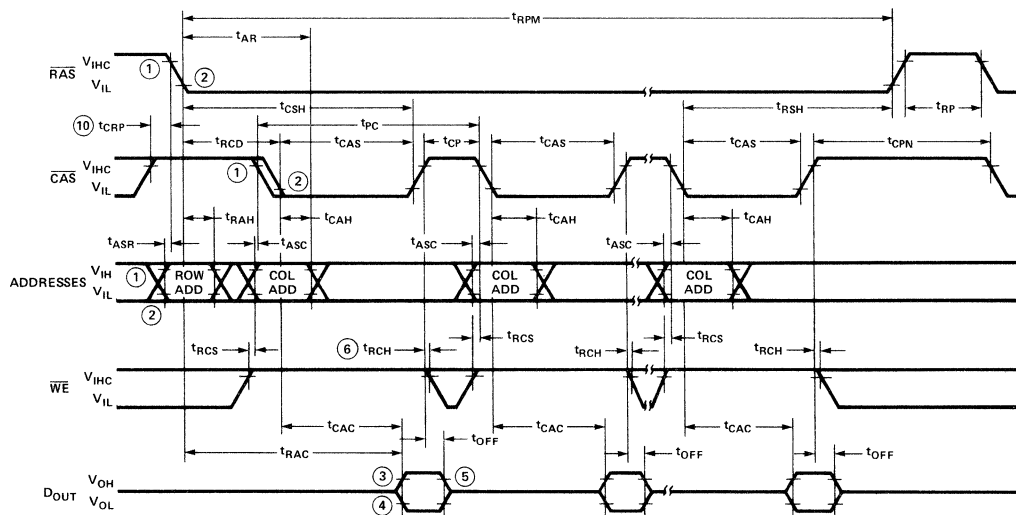 tRPM
tAR
RAS VIHC ① ②
VIL
tCSH tRSH tRP
⑩ tCRP tPC
tRCD tCAS tCP tCAS tCAS tCPN
CAS VIHC ① ②
VIL
tRAH tCAH tCAH tCAH
tASR tASC tASC tASC
ADDRESSES VIH ① ROW ADD COL ADD COL ADD COL ADD
VIL ②
tRCS ⑥ tRCH tRCS tRCH tRCS tRCH
WE VIHC
VIL
tCAC tCAC tCAC
tRAC tOFF tOFF tOFF
DOUT VOH ③ ⑤
VOL ④